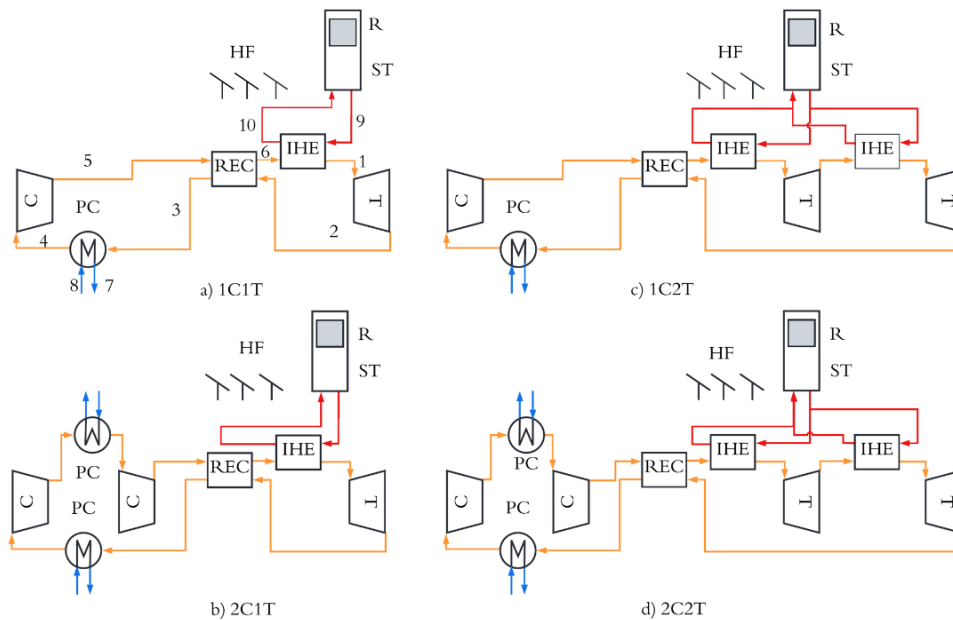 R
HF
ST
10
9
5
REC
6
IHE
1
C
PC
3
T
4
2
8
7
a) 1C1T
R
HF
ST
IHE
IHE
REC
C
PC
T
T
c) 1C2T
R
HF
ST
PC
IHE
REC
C
C
PC
T
b) 2C1T
R
HF
ST
PC
IHE
IHE
REC
C
C
PC
T
T
d) 2C2T